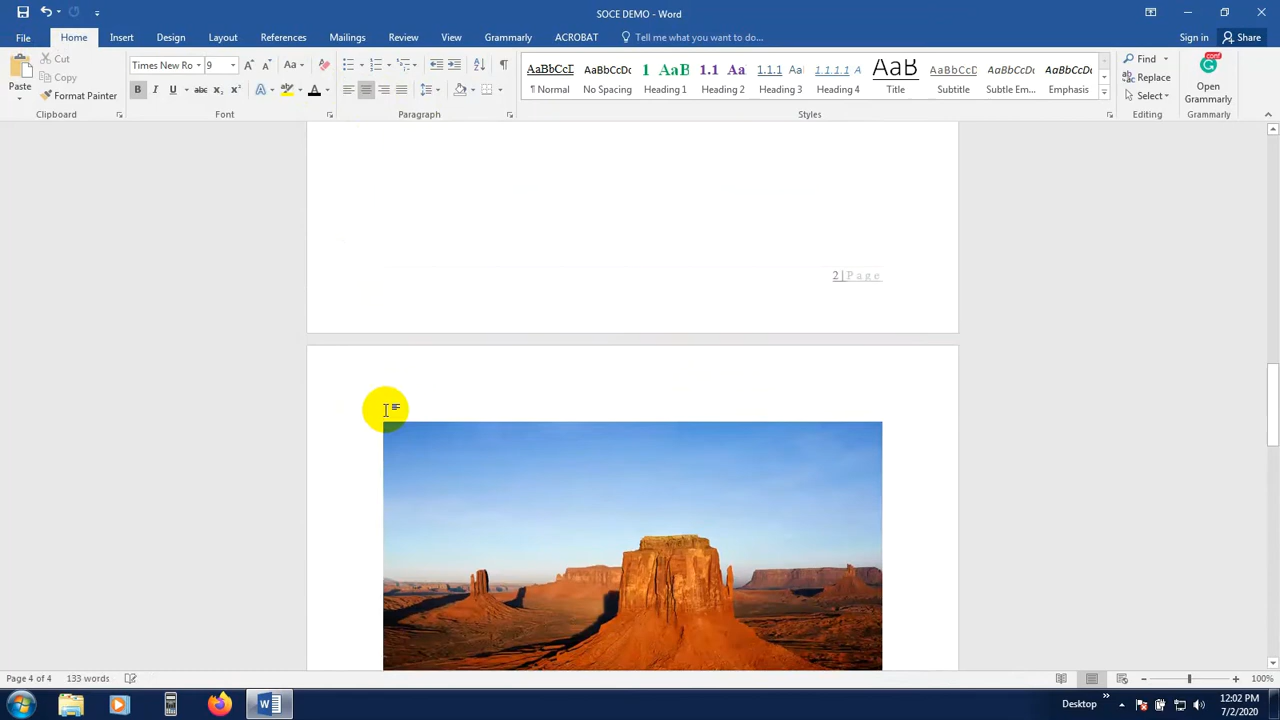 SOCE DEMO - Word
File Home Insert Design Layout References Mailings Review View Grammarly ACROBAT Tell me what you want to do... Sign in Share
Paste
Cut
Copy
Format Painter
Clipboard
Times New Ro 9
Font
Paragraph
AaBbCcI AaBbCcDc 1 AaB 1.1 Aa 1.1.1 Aa 1.1.1.1 A AaB AaBbCcD AaBbCcDa AaBbCcDa
¶ Normal No Spacing Heading 1 Heading 2 Heading 3 Heading 4 Title Subtitle Subtle Em... Emphasis
Styles
Find
Replace
Select
Editing
Open
Grammarly
Grammarly
2 | P a g e
Page 4 of 4 133 words
100%
Desktop
12:02 PM
7/2/2020